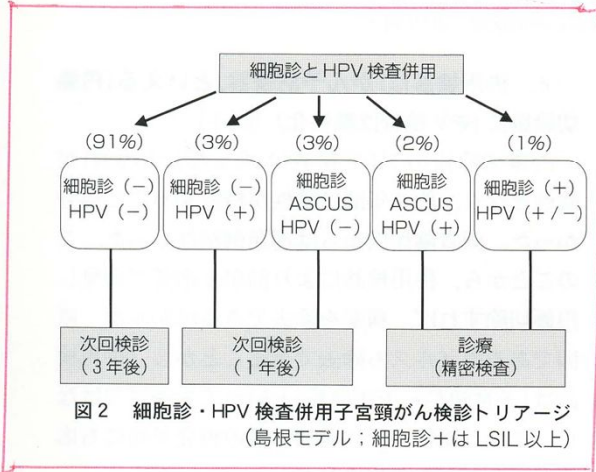 細胞診とHPV検査併用
(91%) (3%) (3%) (2%) (1%)
細胞診（−）
HPV（−）
細胞診（−）
HPV（+）
細胞診
ASCUS
HPV（−）
細胞診
ASCUS
HPV（+）
細胞診（+）
HPV（+/−）
次回検診
（3年後）
次回検診
（1年後）
診療
（精密検査）
図2　細胞診・HPV検査併用子宮頸がん検診トリアージ
（島根モデル；細胞診＋はLSIL以上）